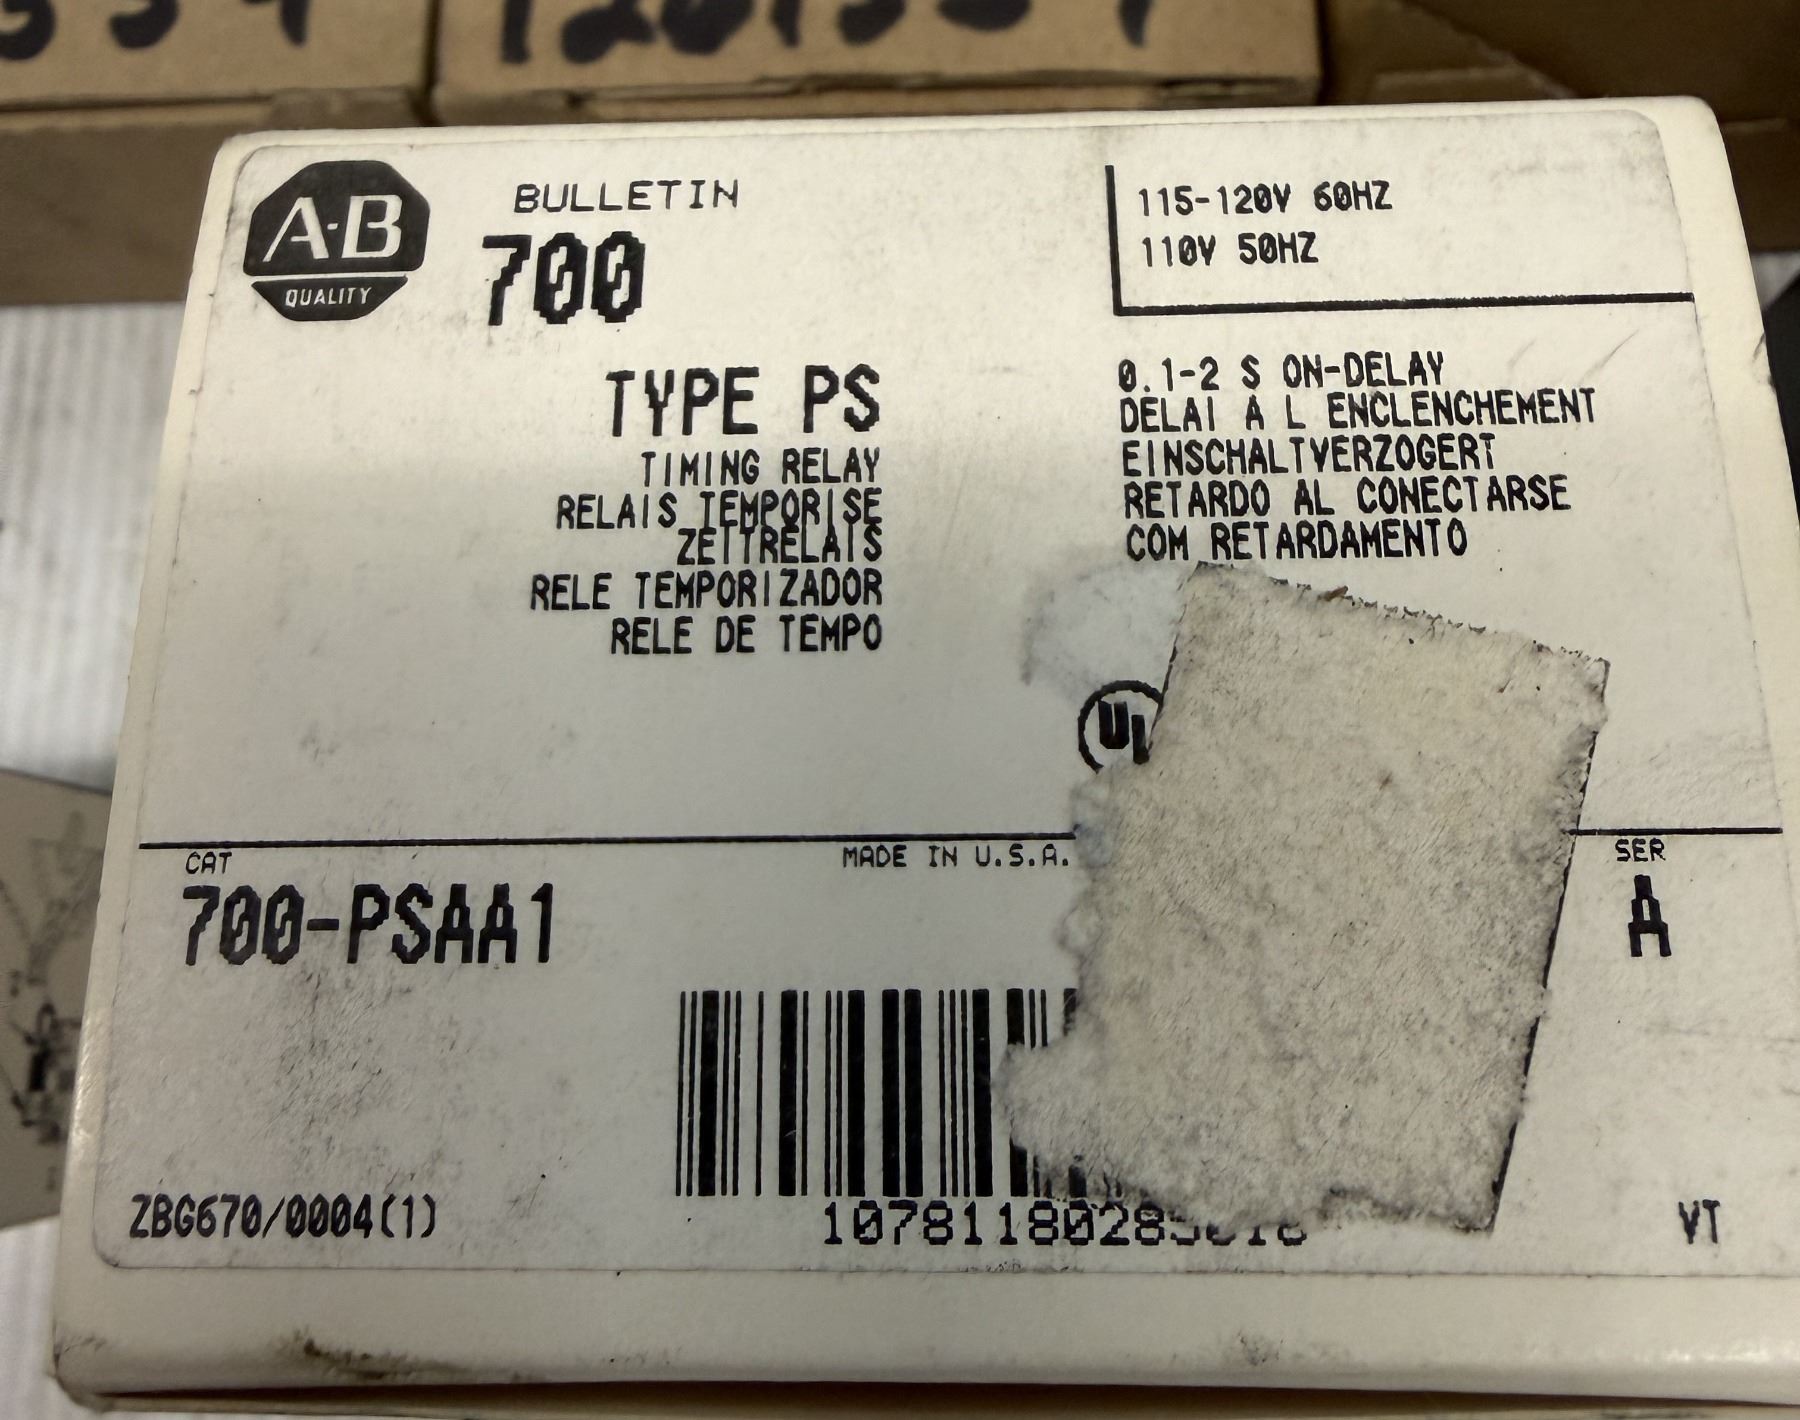 A-B
QUALITY
BULLETIN
700
115-120V 60HZ
110V 50HZ
TYPE PS
TIMING RELAY
RELAIS TEMPORISE
ZEITRELAIS
RELE TEMPORIZADOR
RELE DE TEMPO
0.1-2 S ON-DELAY
DELAI A L ENCLENCHEMENT
EINSCHALTVERZOGERT
RETARDO AL CONECTARSE
COM RETARDAMENTO
UL
CAT
700-PSAA1
MADE IN U.S.A.
SER
A
ZBG670/0004(1)
VT